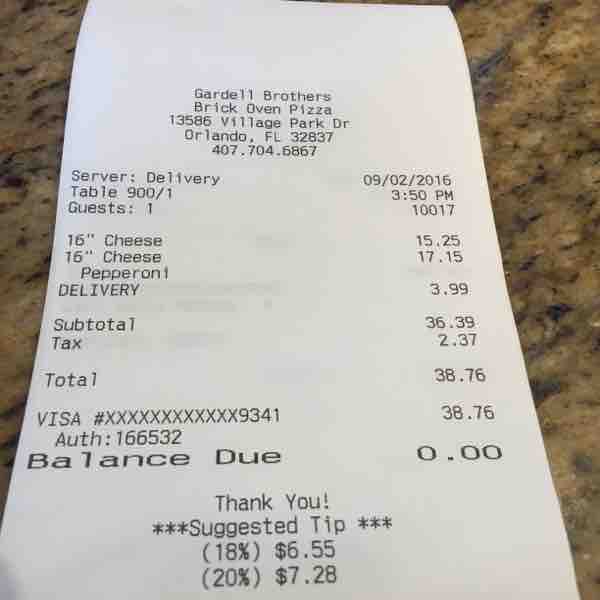 Gardell Brothers
Brick Oven Pizza
13586 Village Park Dr
Orlando, FL 32837
407.704.6867
Server: Delivery 09/02/2016
Table 900/1 3:50 PM
Guests: 1 10017
16" Cheese 15.25
16" Cheese 17.15
Pepperoni
DELIVERY 3.99
Subtotal 36.39
Tax 2.37
Total 38.76
VISA #XXXXXXXXXXXX9341 38.76
Auth:166532
Balance Due 0.00
Thank You!
***Suggested Tip ***
(18%) $6.55
(20%) $7.28